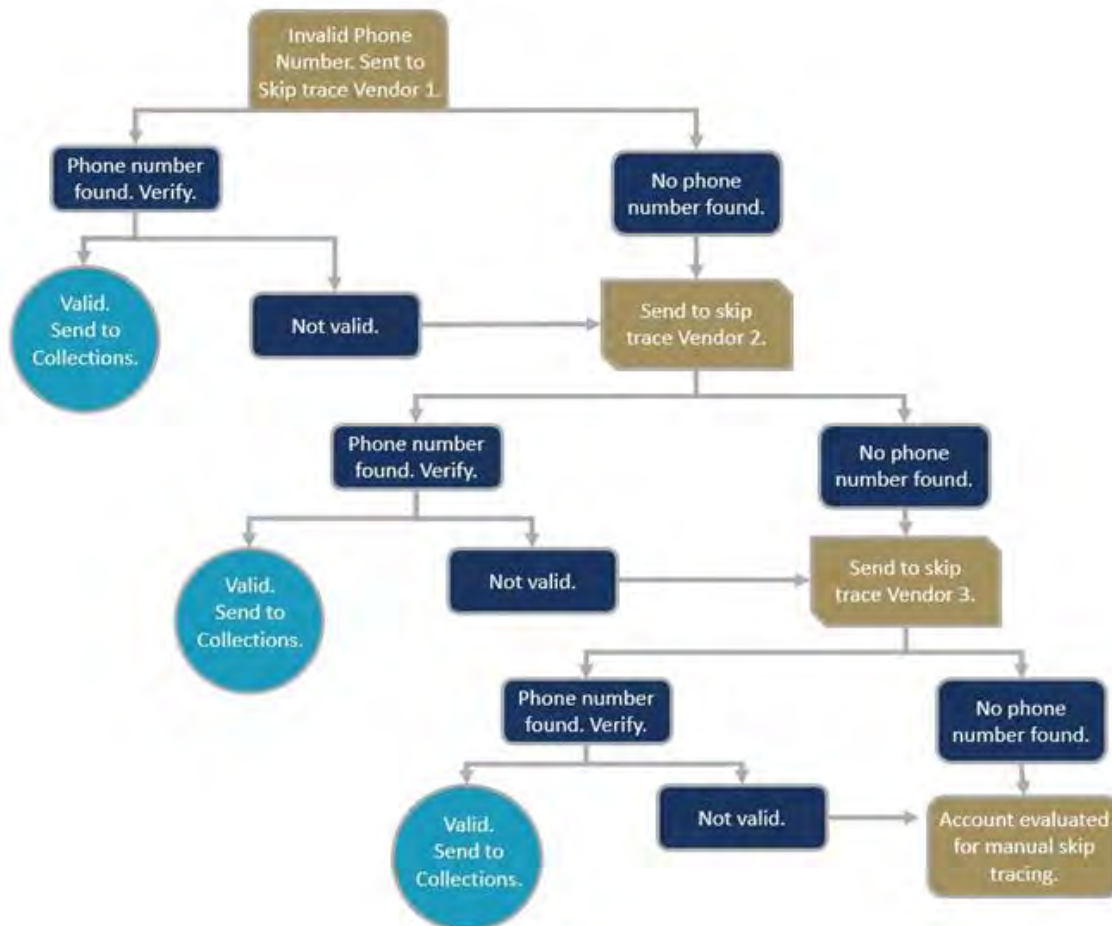 Invalid Phone
Number. Sent to
Skip trace Vendor 1.
Phone number
found. Verify.
No phone
number found.
Valid.
Send to
Collections.
Not valid.
Send to skip
trace Vendor 2.
Phone number
found. Verify.
No phone
number found.
Valid.
Send to
Collections.
Not valid.
Send to skip
trace Vendor 3.
Phone number
found. Verify.
No phone
number found.
Valid.
Send to
Collections.
Not valid.
Account evaluated
for manual skip
tracing.